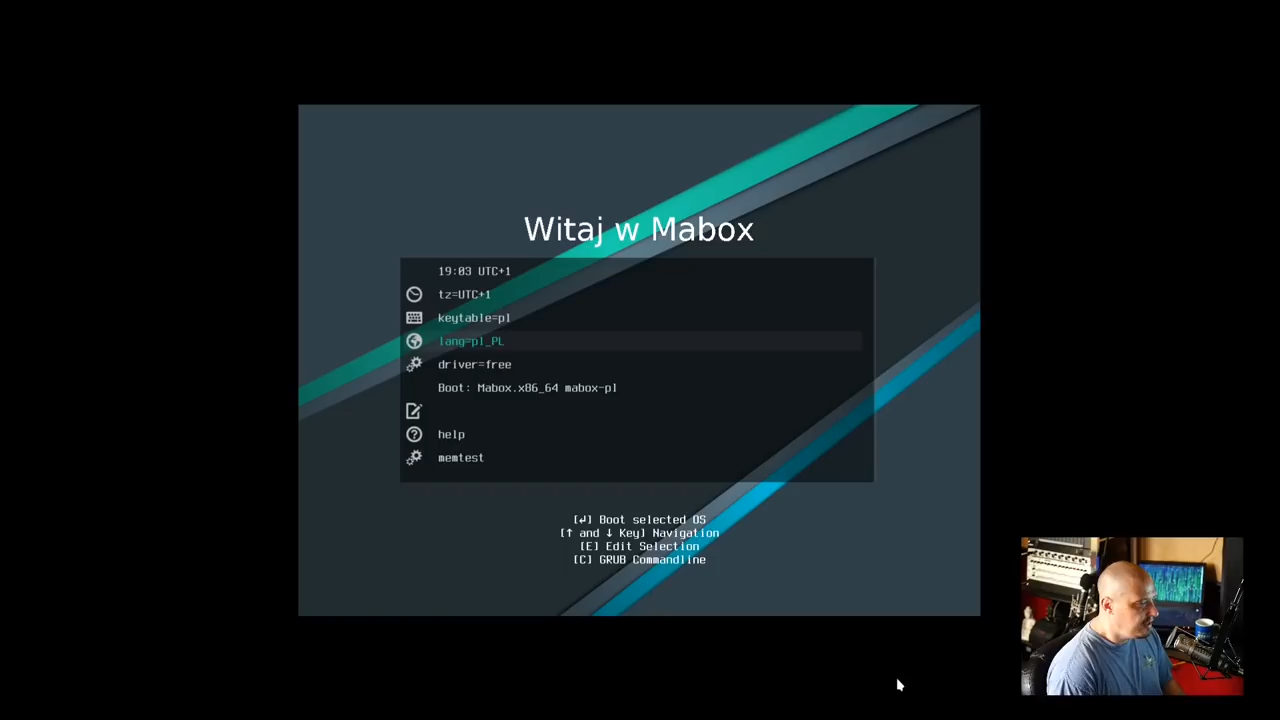 Witaj w Mabox
19:03 UTC+1
tz=UTC+1
keytable=pl
lang=pl_PL
driver=free
Boot: Mabox.x86_64 mabox-pl
help
memtest
[↲] Boot selected OS
[↑ and ↓ Key] Navigation
[E] Edit Selection
[C] GRUB Commandline